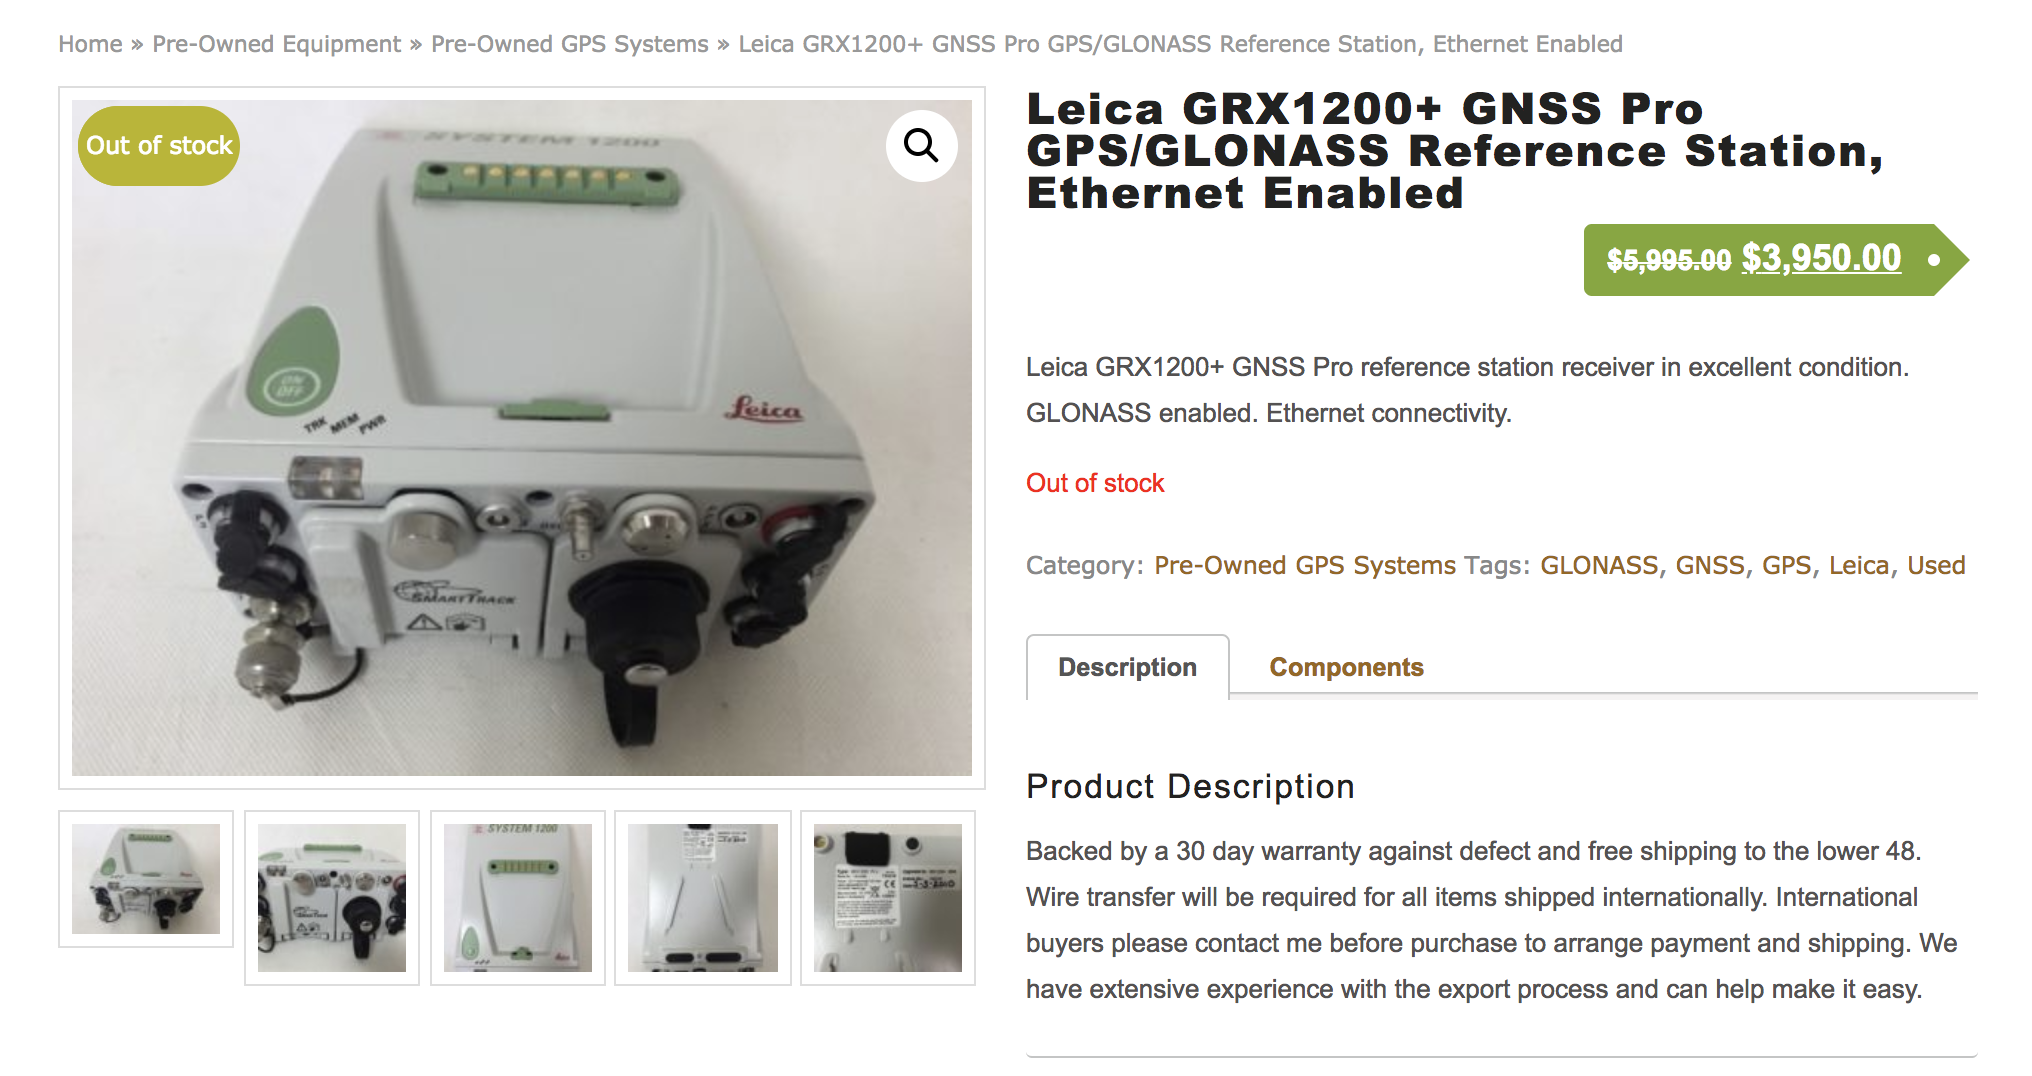 Home » Pre-Owned Equipment » Pre-Owned GPS Systems » Leica GRX1200+ GNSS Pro GPS/GLONASS Reference Station, Ethernet Enabled
Out of stock
SYSTEM 1200
ON
OFF
TRK MEM PWR
Leica
SMARTTRACK
SYSTEM 1200
Leica GRX1200+ GNSS Pro
GPS/GLONASS Reference Station,
Ethernet Enabled
$5,995.00 $3,950.00
Leica GRX1200+ GNSS Pro reference station receiver in excellent condition.
GLONASS enabled. Ethernet connectivity.
Out of stock
Category: Pre-Owned GPS Systems Tags: GLONASS, GNSS, GPS, Leica, Used
Description
Components
Product Description
Backed by a 30 day warranty against defect and free shipping to the lower 48.
Wire transfer will be required for all items shipped internationally. International
buyers please contact me before purchase to arrange payment and shipping. We
have extensive experience with the export process and can help make it easy.